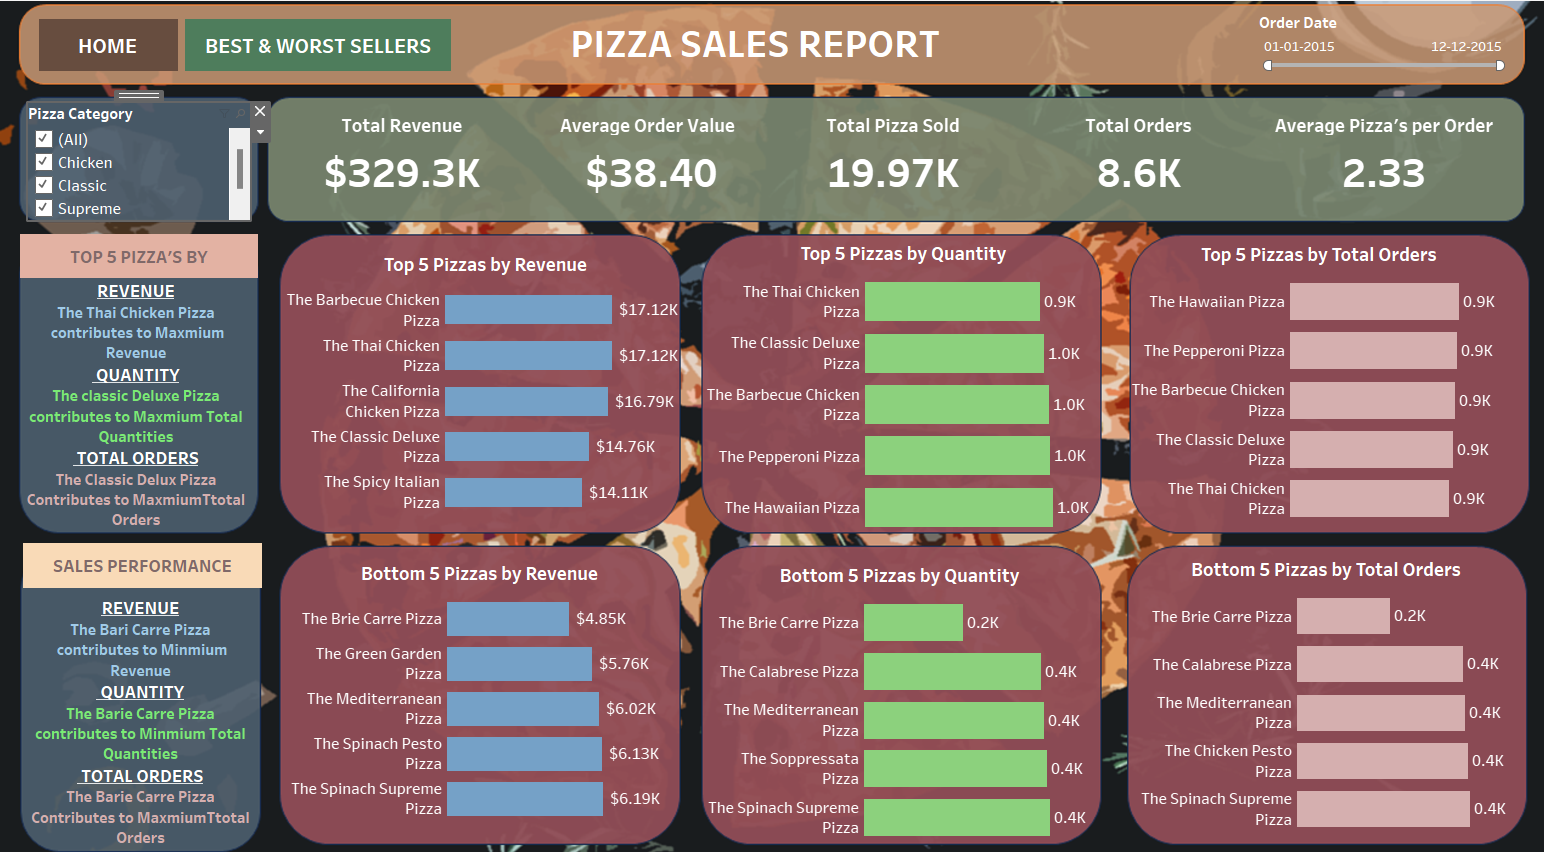 HOME
BEST & WORST SELLERS
PIZZA SALES REPORT
Order Date
01-01-2015
12-12-2015
Pizza Category
(All)
Chicken
Classic
Supreme
Total Revenue
$329.3K
Average Order Value
$38.40
Total Pizza Sold
19.97K
Total Orders
8.6K
Average Pizza's per Order
2.33
TOP 5 PIZZA'S BY
REVENUE
The Thai Chicken Pizza
contributes to Maxmium
Revenue
QUANTITY
The classic Deluxe Pizza
contributes to Maxmium Total
Quantities
TOTAL ORDERS
The Classic Delux Pizza
Contributes to MaxmiumTtotal
Orders
Top 5 Pizzas by Revenue
The Barbecue Chicken
Pizza
$17.12K
The Thai Chicken
Pizza
$17.12K
The California
Chicken Pizza
$16.79K
The Classic Deluxe
Pizza
$14.76K
The Spicy Italian
Pizza
$14.11K
Top 5 Pizzas by Quantity
The Thai Chicken
Pizza
0.9K
The Classic Deluxe
Pizza
1.0K
The Barbecue Chicken
Pizza
1.0K
The Pepperoni Pizza
1.0K
The Hawaiian Pizza
1.0K
Top 5 Pizzas by Total Orders
The Hawaiian Pizza
0.9K
The Pepperoni Pizza
0.9K
The Barbecue Chicken
Pizza
0.9K
The Classic Deluxe
Pizza
0.9K
The Thai Chicken
Pizza
0.9K
SALES PERFORMANCE
REVENUE
The Bari Carre Pizza
contributes to Minmium
Revenue
QUANTITY
The Barie Carre Pizza
contributes to Minmium Total
Quantities
TOTAL ORDERS
The Barie Carre Pizza
Contributes to MaxmiumTtotal
Orders
Bottom 5 Pizzas by Revenue
The Brie Carre Pizza
$4.85K
The Green Garden
Pizza
$5.76K
The Mediterranean
Pizza
$6.02K
The Spinach Pesto
Pizza
$6.13K
The Spinach Supreme
Pizza
$6.19K
Bottom 5 Pizzas by Quantity
The Brie Carre Pizza
0.2K
The Calabrese Pizza
0.4K
The Mediterranean
Pizza
0.4K
The Soppressata
Pizza
0.4K
The Spinach Supreme
Pizza
0.4K
Bottom 5 Pizzas by Total Orders
The Brie Carre Pizza
0.2K
The Calabrese Pizza
0.4K
The Mediterranean
Pizza
0.4K
The Chicken Pesto
Pizza
0.4K
The Spinach Supreme
Pizza
0.4K